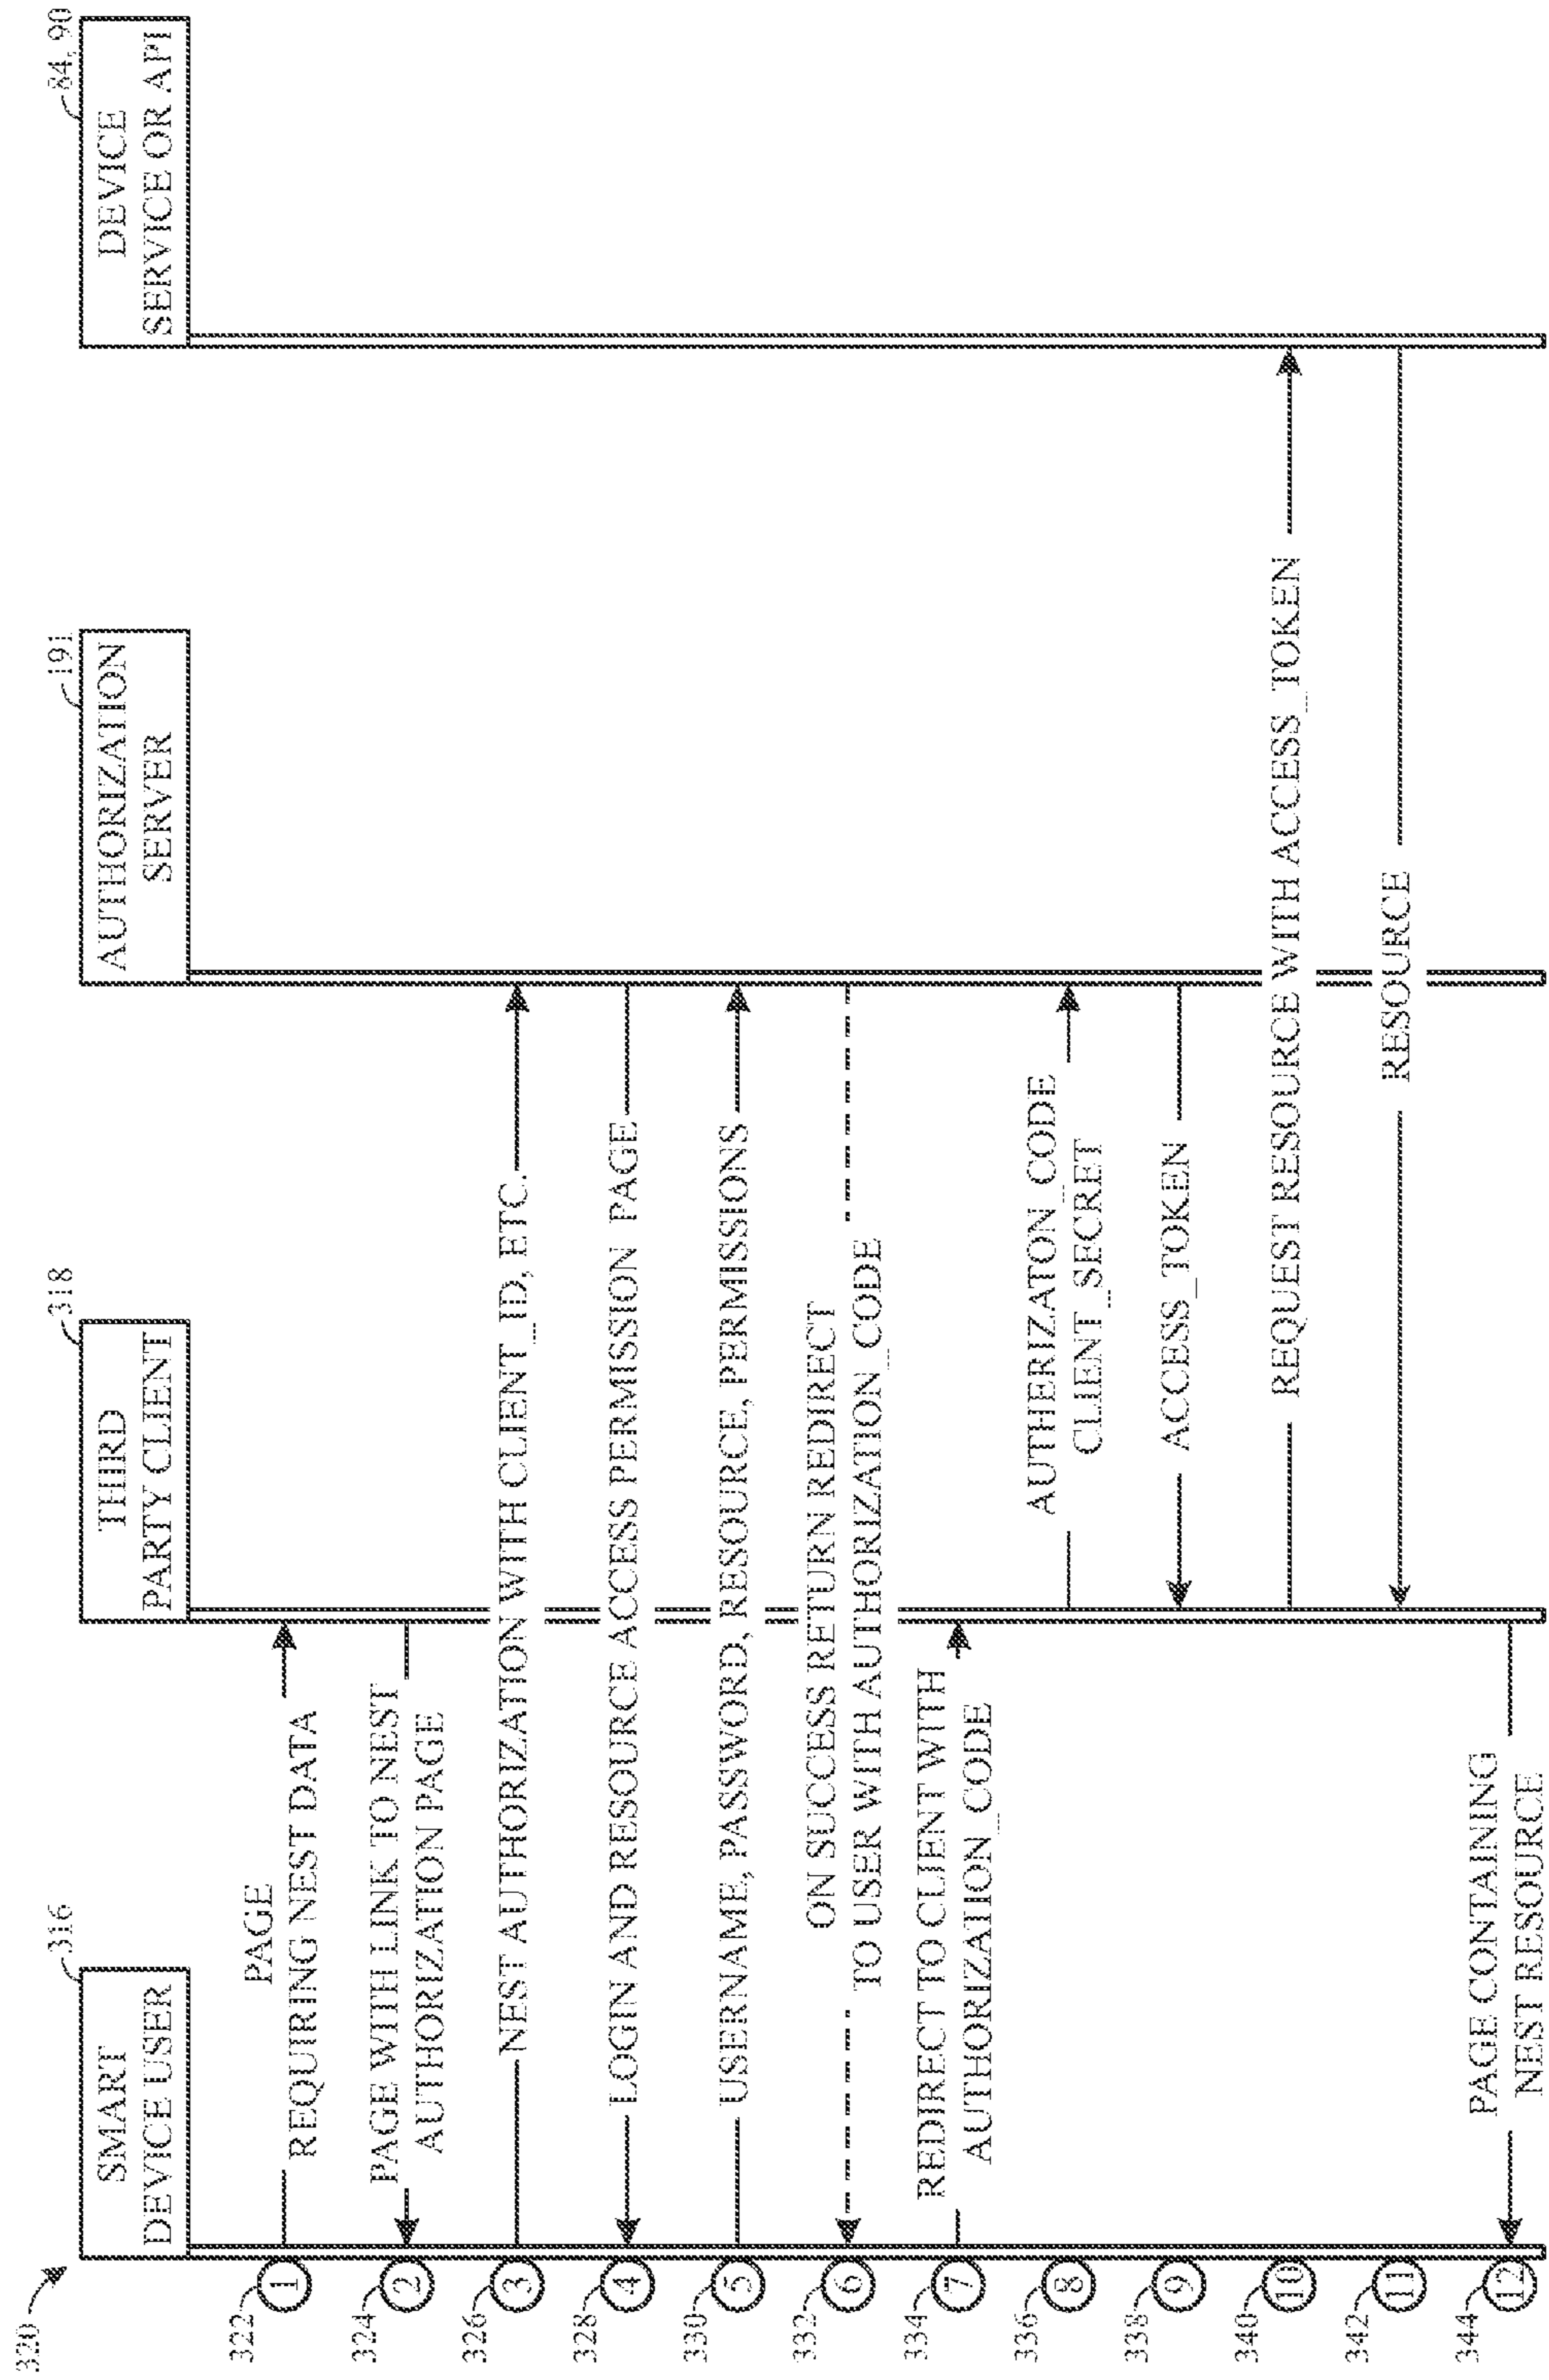 320
316
SMART
DEVICE USER
318
THIRD
PARTY CLIENT
191
AUTHORIZATION
SERVER
84, 90
DEVICE
SERVICE OR API
322
1
PAGE
REQUIRING NEST DATA
324
2
PAGE WITH LINK TO NEST
AUTHORIZATION PAGE
326
3
NEST AUTHORIZATION WITH CLIENT_ID, ETC.
328
4
LOGIN AND RESOURCE ACCESS PERMISSION PAGE
330
5
USERNAME, PASSWORD, RESOURCE, PERMISSIONS
332
6
ON SUCCESS RETURN REDIRECT
TO USER WITH AUTHORIZATION_CODE
334
7
REDIRECT TO CLIENT WITH
AUTHORIZATION_CODE
336
8
AUTHERIZATON_CODE
CLIENT_SECRET
338
9
ACCESS_TOKEN
340
10
REQUEST RESOURCE WITH ACCESS_TOKEN
342
11
RESOURCE
344
12
PAGE CONTAINING
NEST RESOURCE